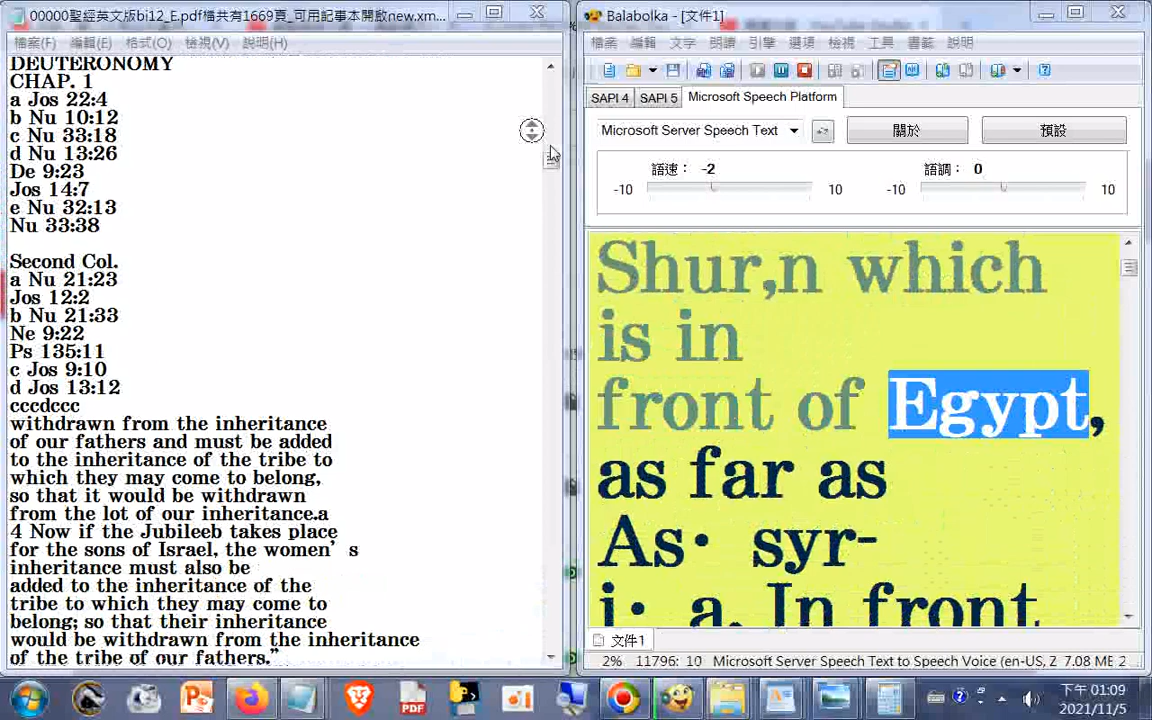 00000聖經英文版bi12_E.pdf檔共有1669頁_可用記事本開啟new.xm...
檔案(F) 編輯(E) 格式(O) 檢視(V) 說明(H)
DEUTERONOMY
CHAP. 1
a Jos 22:4
b Nu 10:12
c Nu 33:18
d Nu 13:26
De 9:23
Jos 14:7
e Nu 32:13
Nu 33:38
Second Col.
a Nu 21:23
Jos 12:2
b Nu 21:33
Ne 9:22
Ps 135:11
c Jos 9:10
d Jos 13:12
cccdccc
withdrawn from the inheritance
of our fathers and must be added
to the inheritance of the tribe to
which they may come to belong,
so that it would be withdrawn
from the lot of our inheritance.a
4 Now if the Jubileeb takes place
for the sons of Israel, the women’ s
inheritance must also be
added to the inheritance of the
tribe to which they may come to
belong; so that their inheritance
would be withdrawn from the inheritance
of the tribe of our fathers.”
Balabolka - [文件1]
檔案 編輯 文字 朗讀 引擎 選項 檢視 工具 書籤 說明
SAPI 4 SAPI 5 Microsoft Speech Platform
Microsoft Server Speech Text 關於 預設
語速： -2 語調： 0
-10 10 -10 10
Shur,n which
is in
front of Egypt,
as far as
As· syr-
i· a. In front
文件1
2% 11796: 10 Microsoft Server Speech Text to Speech Voice (en-US, Z 7.08 ME 2
下午 01:09
2021/11/5